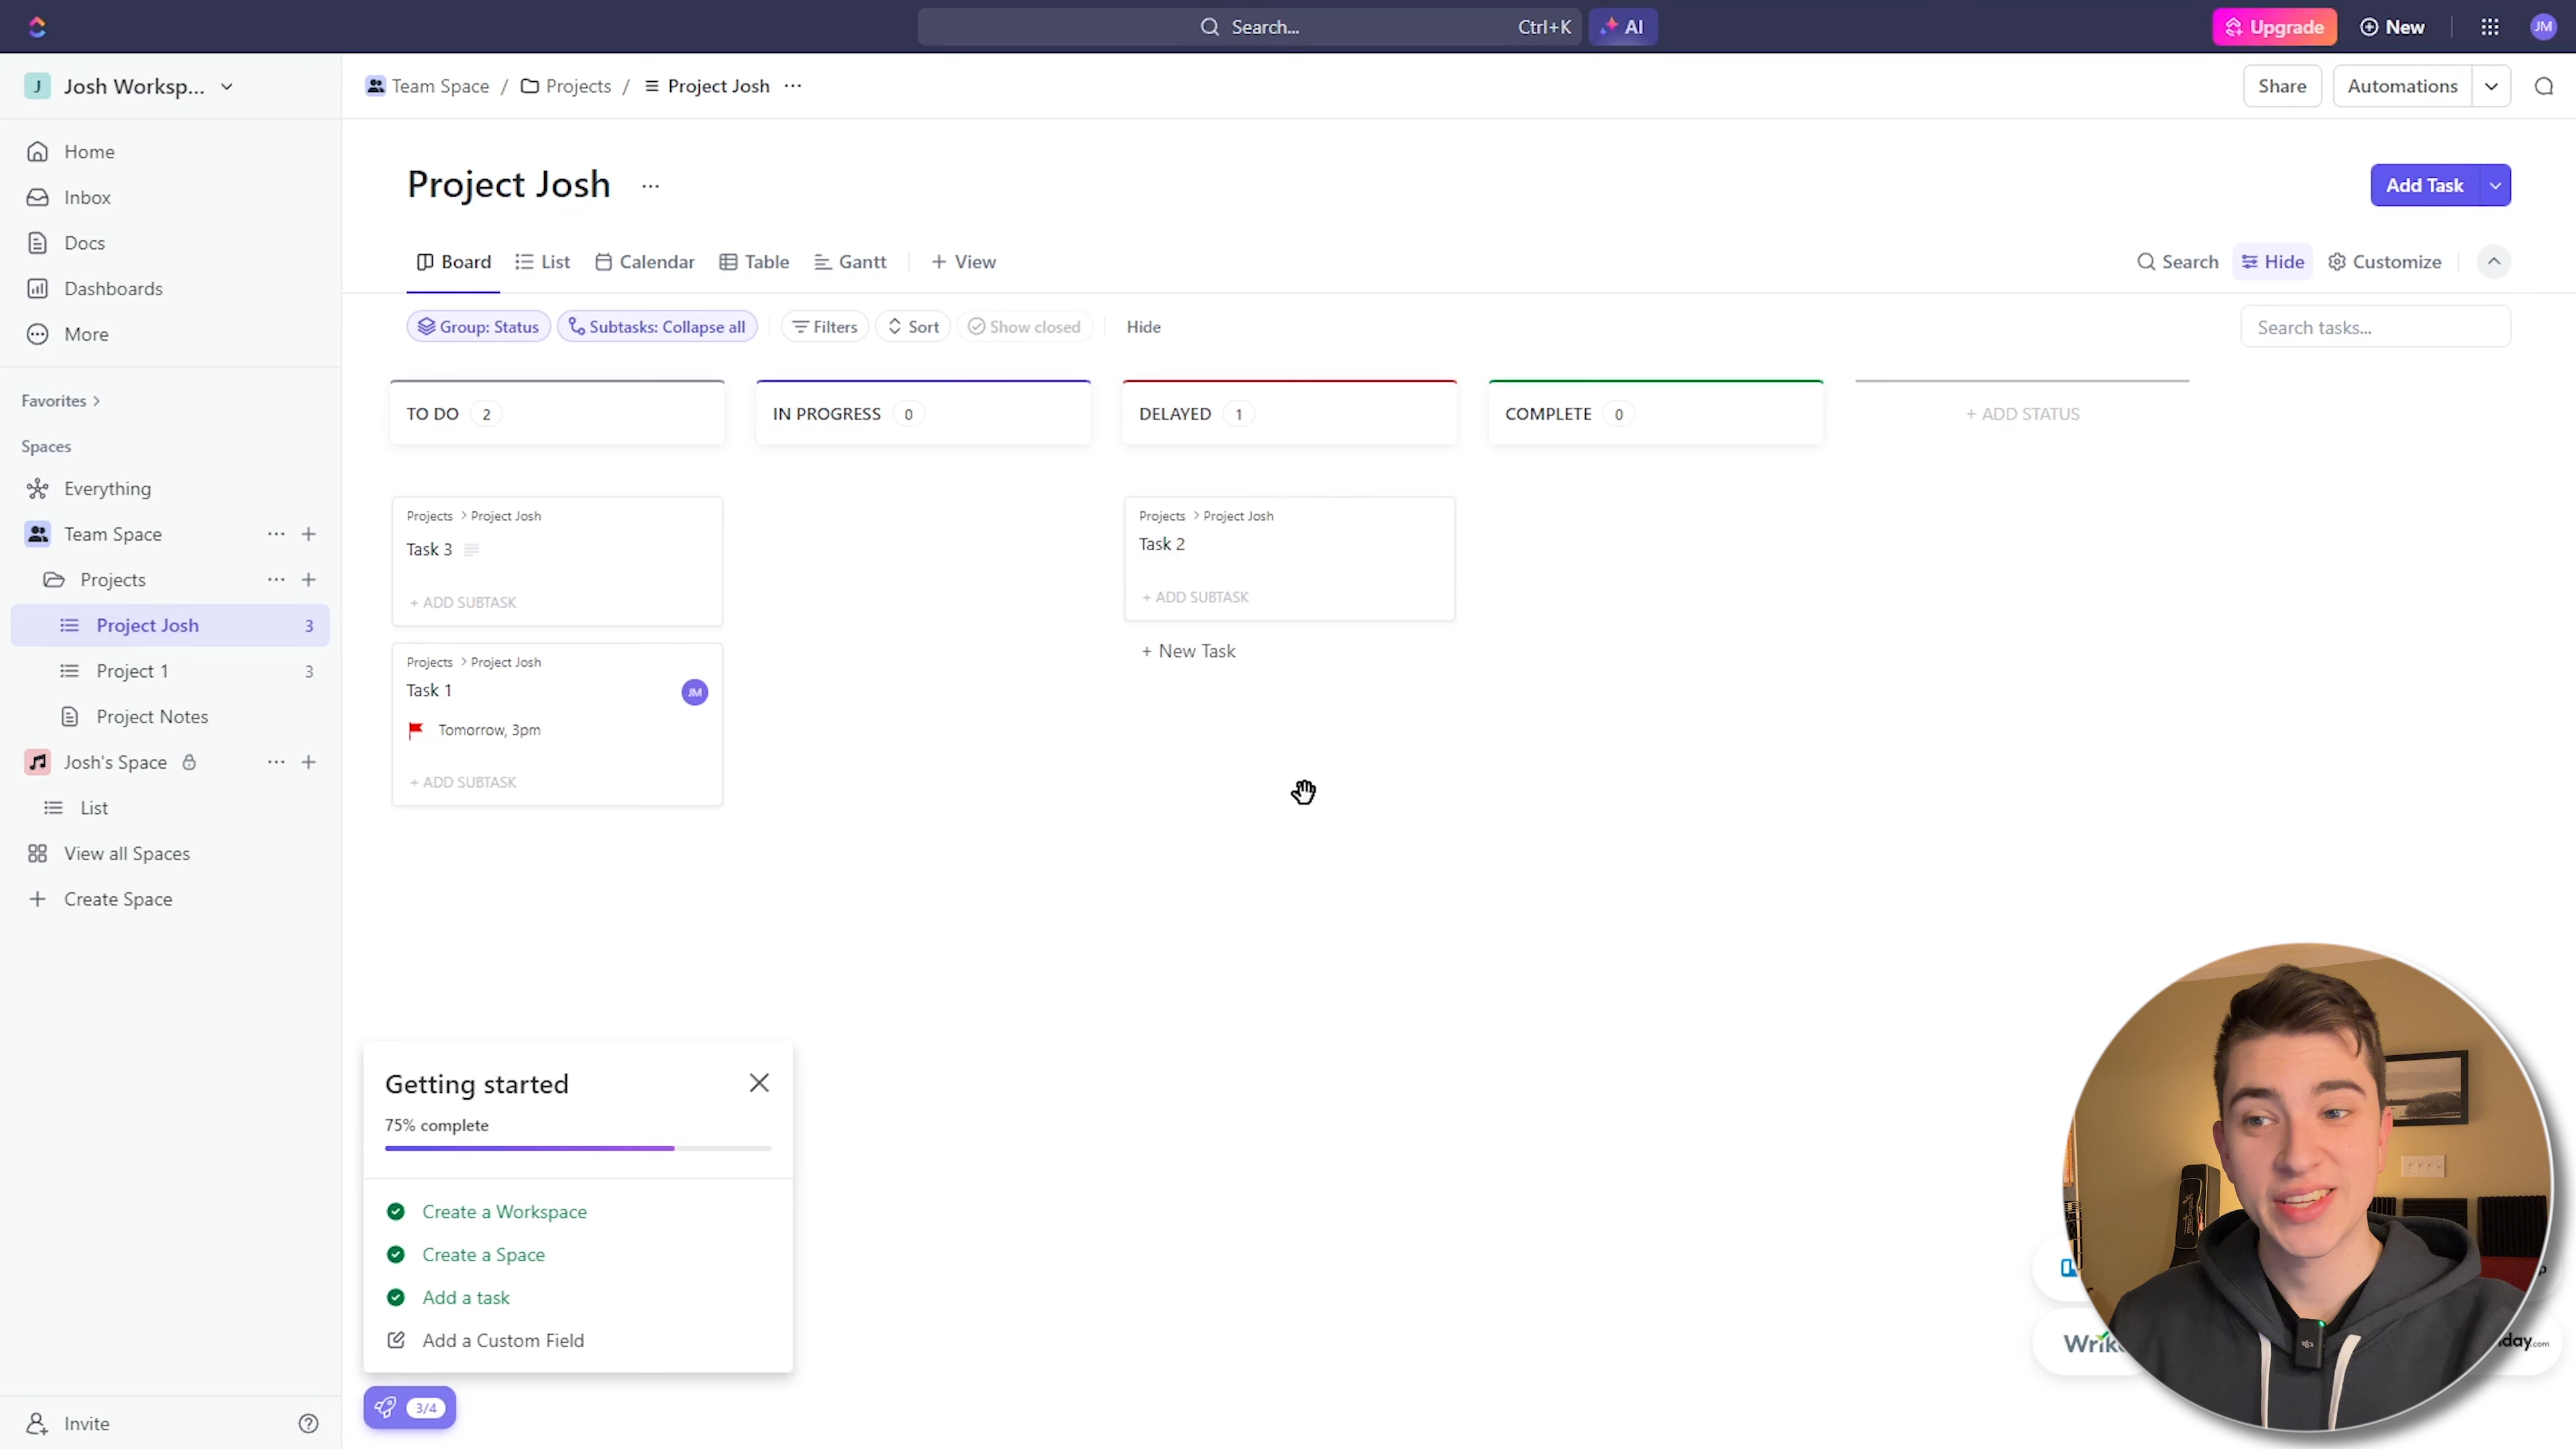 Search... Ctrl+K AI Upgrade New JM
J Josh Worksp...
Team Space / Projects / Project Josh ... Share Automations
Home
Inbox
Docs
Dashboards
More
Favorites
Spaces
Everything
Team Space
Projects
Project Josh 3
Project 1 3
Project Notes
Josh's Space
List
View all Spaces
Create Space
Invite
Project Josh ... Add Task
Board List Calendar Table Gantt + View Search Hide Customize
Group: Status Subtasks: Collapse all Filters Sort Show closed Hide Search tasks...
TO DO 2
Projects > Project Josh
Task 3
+ ADD SUBTASK
Projects > Project Josh
Task 1 JM
Tomorrow, 3pm
+ ADD SUBTASK
IN PROGRESS 0
DELAYED 1
Projects > Project Josh
Task 2
+ ADD SUBTASK
+ New Task
COMPLETE 0
+ ADD STATUS
Getting started
75% complete
Create a Workspace
Create a Space
Add a task
Add a Custom Field
3/4